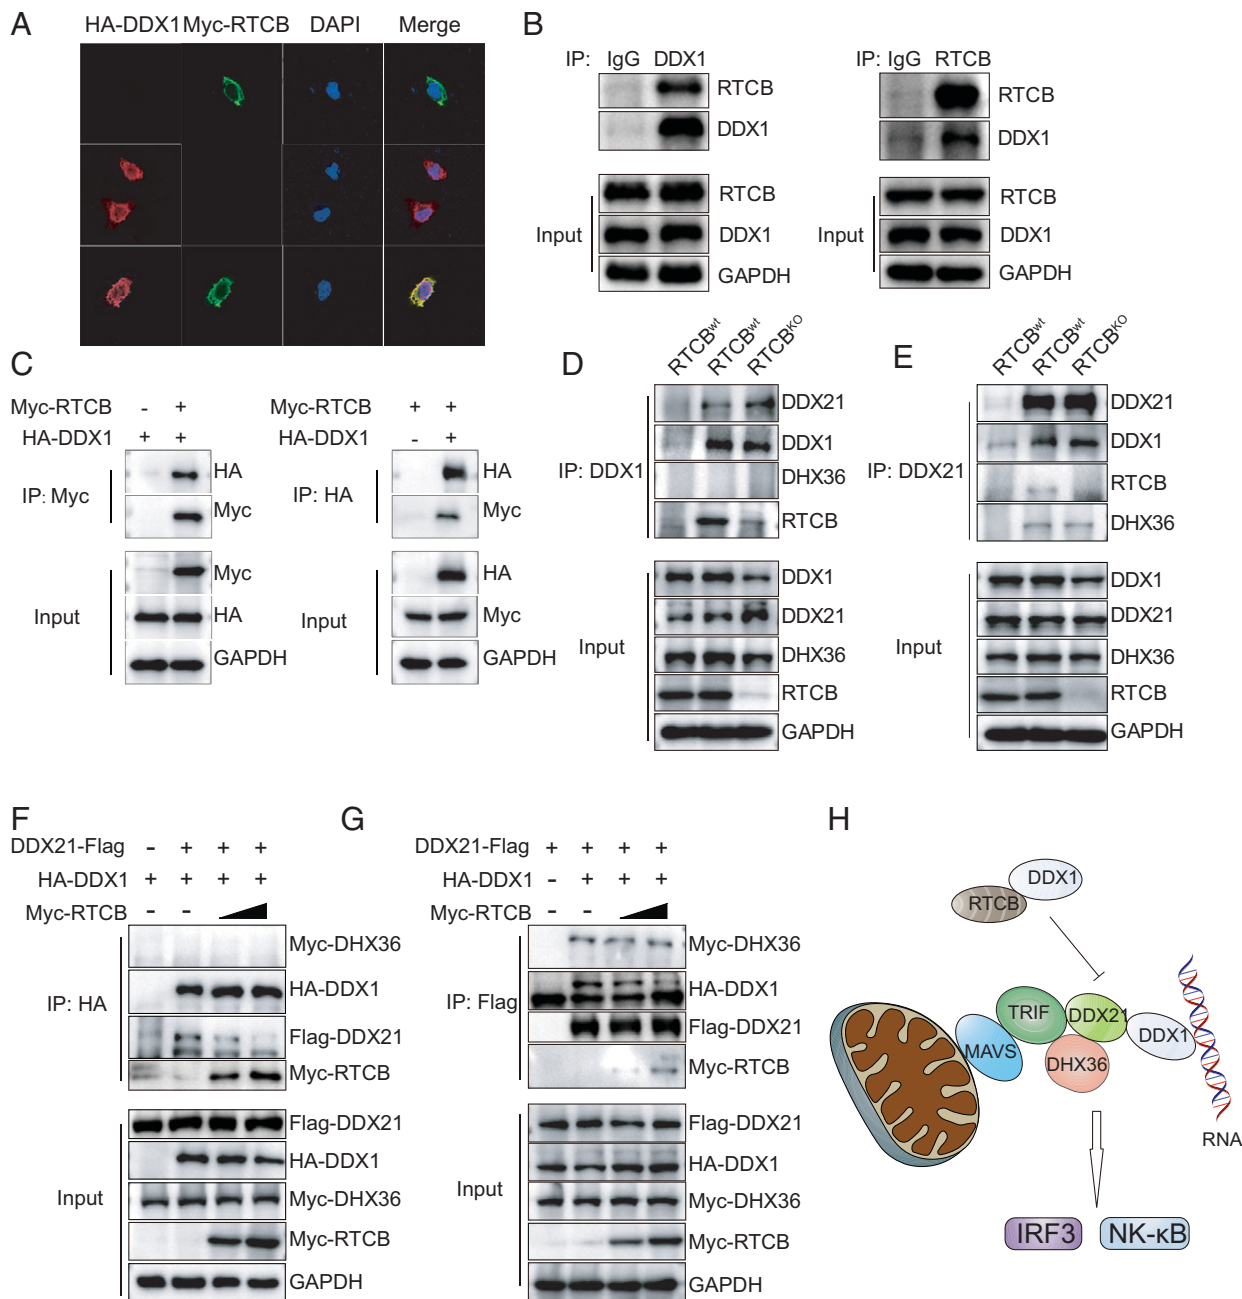 A
HA-DDX1 Myc-RTCB DAPI Merge
B
IP: IgG DDX1
RTCB
DDX1
RTCB
Input DDX1
GAPDH
IP: IgG RTCB
RTCB
DDX1
RTCB
Input DDX1
GAPDH
C
Myc-RTCB - +
HA-DDX1 + +
IP: Myc HA
Myc
Myc
Input HA
GAPDH
Myc-RTCB + +
HA-DDX1 - +
IP: HA HA
Myc
HA
Input Myc
GAPDH
D
RTCBwt RTCBwt RTCBKO
DDX21
IP: DDX1 DDX1
DHX36
RTCB
DDX1
DDX21
Input DHX36
RTCB
GAPDH
E
RTCBwt RTCBwt RTCBKO
DDX21
IP: DDX21 DDX1
RTCB
DHX36
DDX1
DDX21
Input DHX36
RTCB
GAPDH
F
DDX21-Flag - + + +
HA-DDX1 + + + +
Myc-RTCB - -
Myc-DHX36
IP: HA HA-DDX1
Flag-DDX21
Myc-RTCB
Flag-DDX21
HA-DDX1
Input Myc-DHX36
Myc-RTCB
GAPDH
G
DDX21-Flag + + + +
HA-DDX1 - + + +
Myc-RTCB - -
Myc-DHX36
IP: Flag HA-DDX1
Flag-DDX21
Myc-RTCB
Flag-DDX21
HA-DDX1
Input Myc-DHX36
Myc-RTCB
GAPDH
H
DDX1
RTCB
TRIF DDX21
MAVS DDX1
DHX36
RNA
IRF3 NK-κB